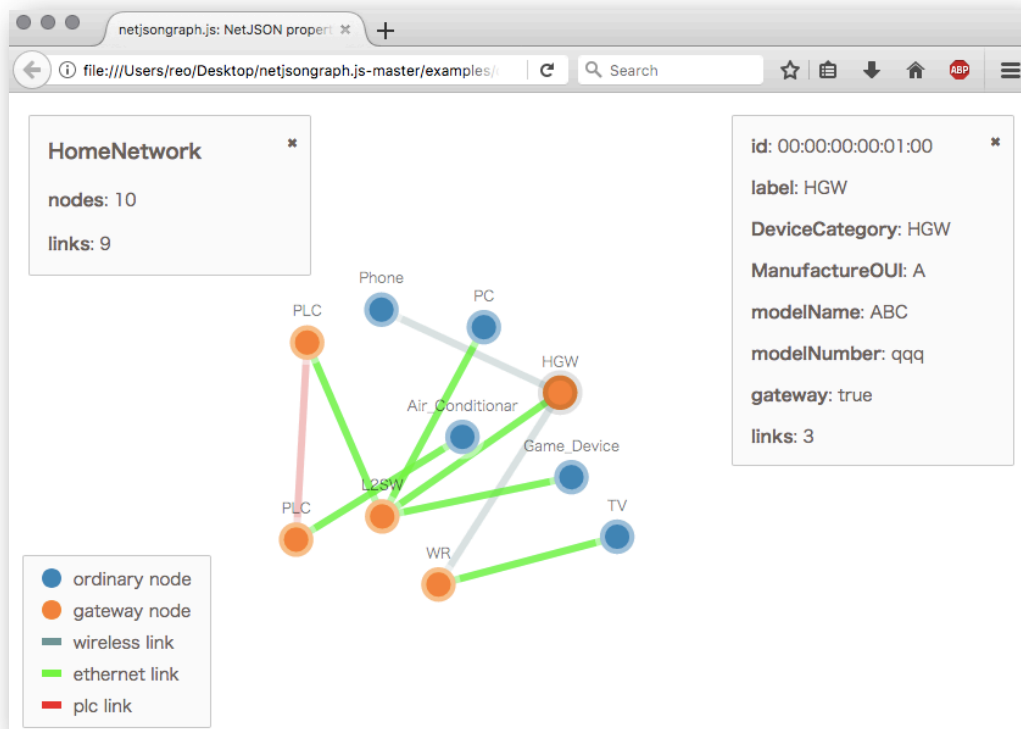 netjsongraph.js: NetJSON propert
file:///Users/reo/Desktop/netjsongraph.js-master/examples/
Search
ABP
HomeNetwork
nodes: 10
links: 9
id: 00:00:00:00:01:00
label: HGW
DeviceCategory: HGW
ManufactureOUI: A
modelName: ABC
modelNumber: qqq
gateway: true
links: 3
Phone
PC
PLC
HGW
Air_Conditionar
Game_Device
L2SW
PLC
TV
WR
ordinary node
gateway node
wireless link
ethernet link
plc link